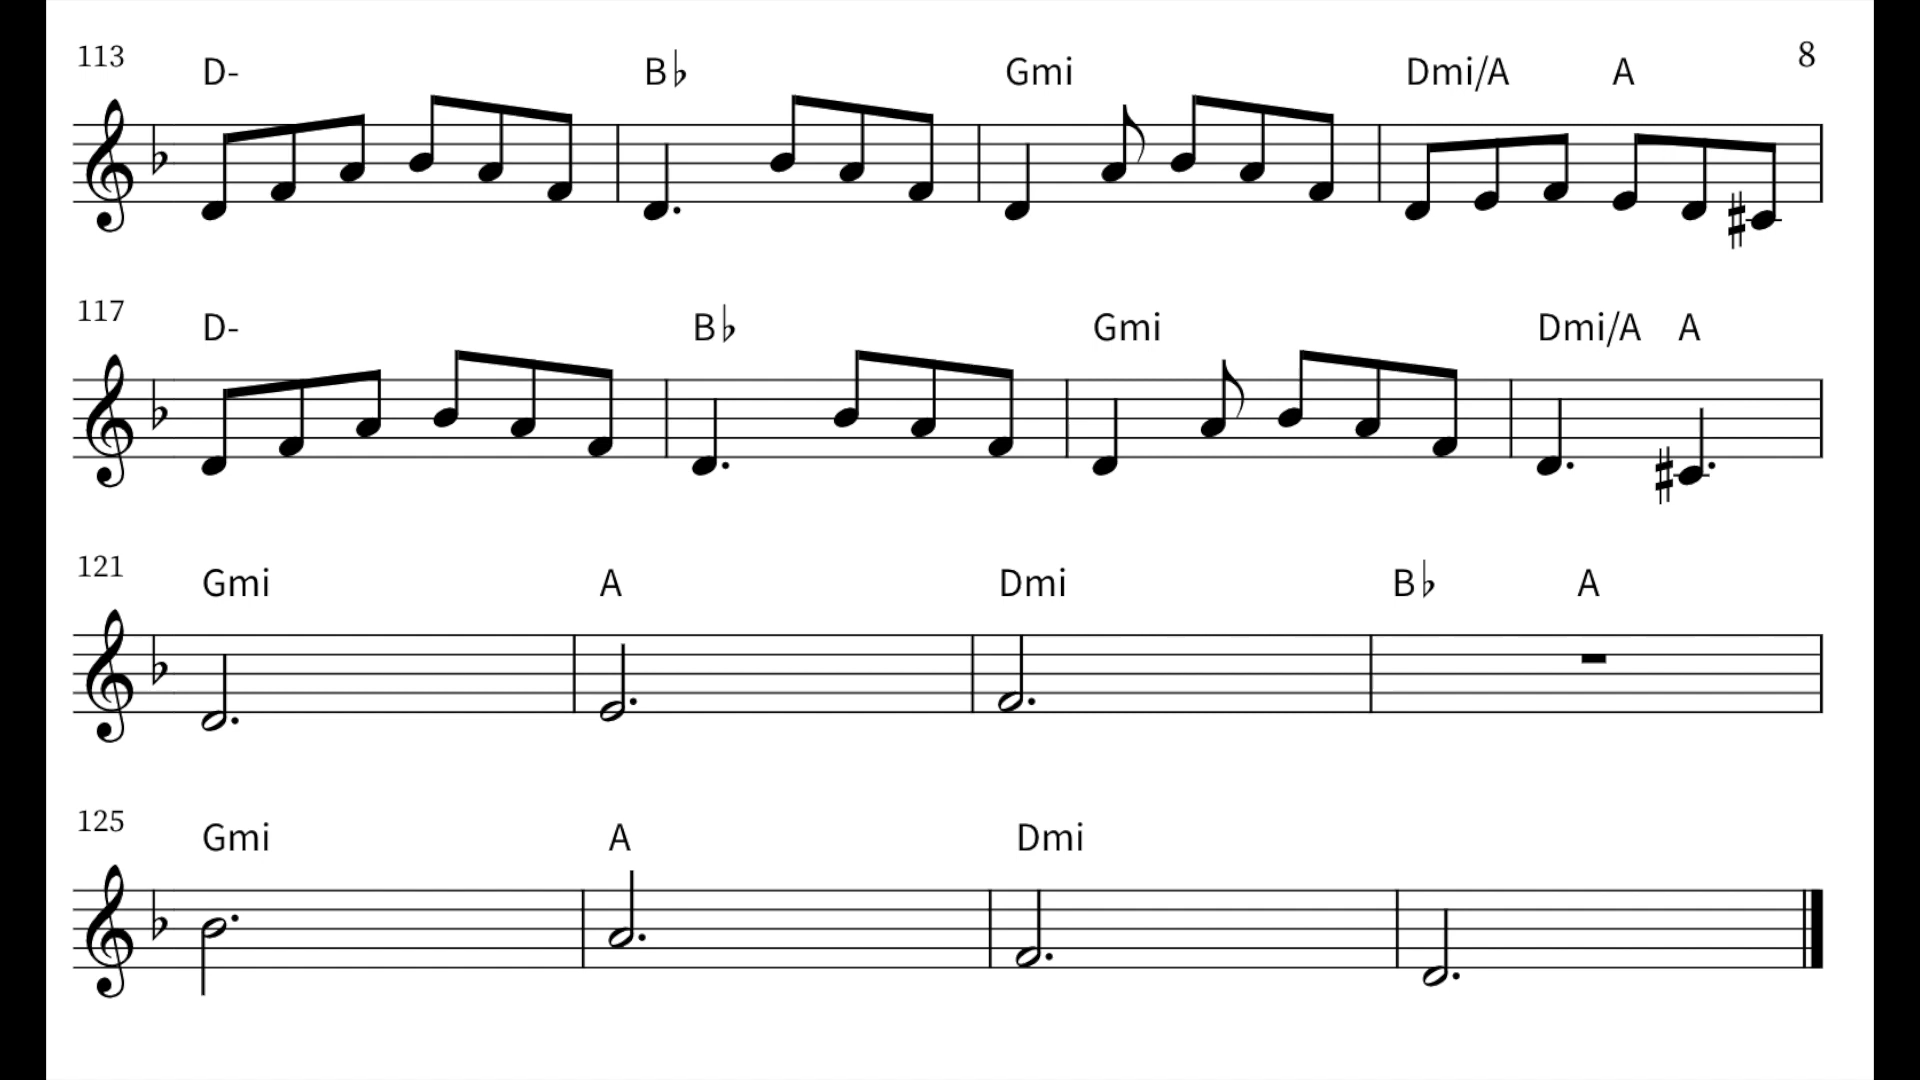 113 D- B♭ Gmi Dmi/A A 8
117 D- B♭ Gmi Dmi/A A
121 Gmi A Dmi B♭ A
125 Gmi A Dmi